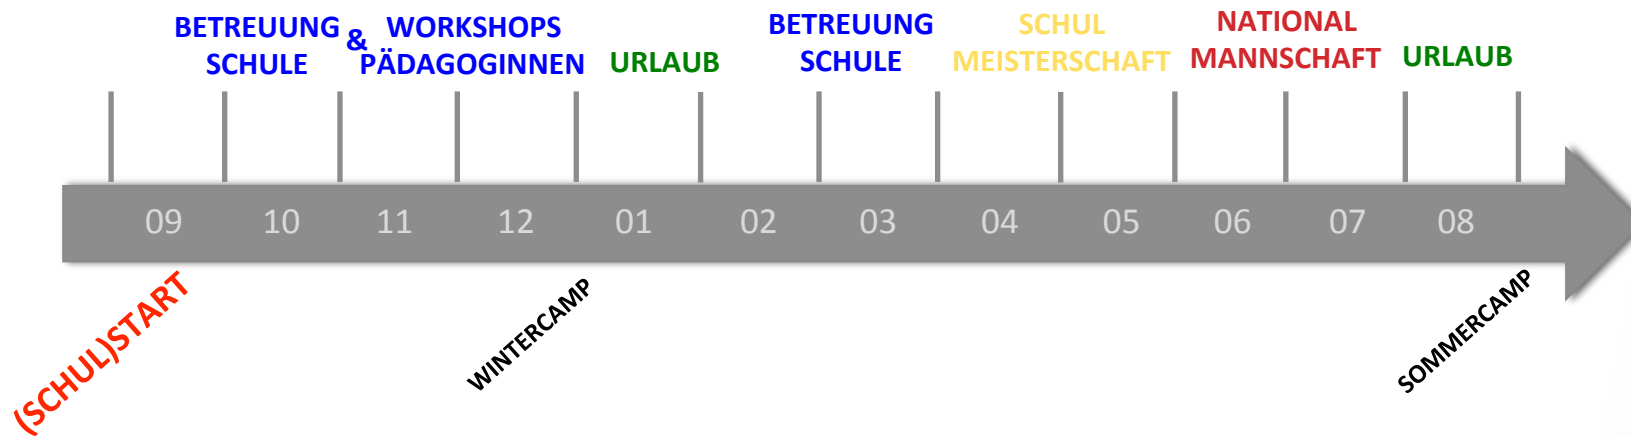 BETREUUNG
SCHULE
&
WORKSHOPS
PÄDAGOGINNEN
URLAUB
BETREUUNG
SCHULE
SCHUL
MEISTERSCHAFT
NATIONAL
MANNSCHAFT
URLAUB
09 10 11 12 01 02 03 04 05 06 07 08
(SCHUL)START
WINTERCAMP
SOMMERCAMP